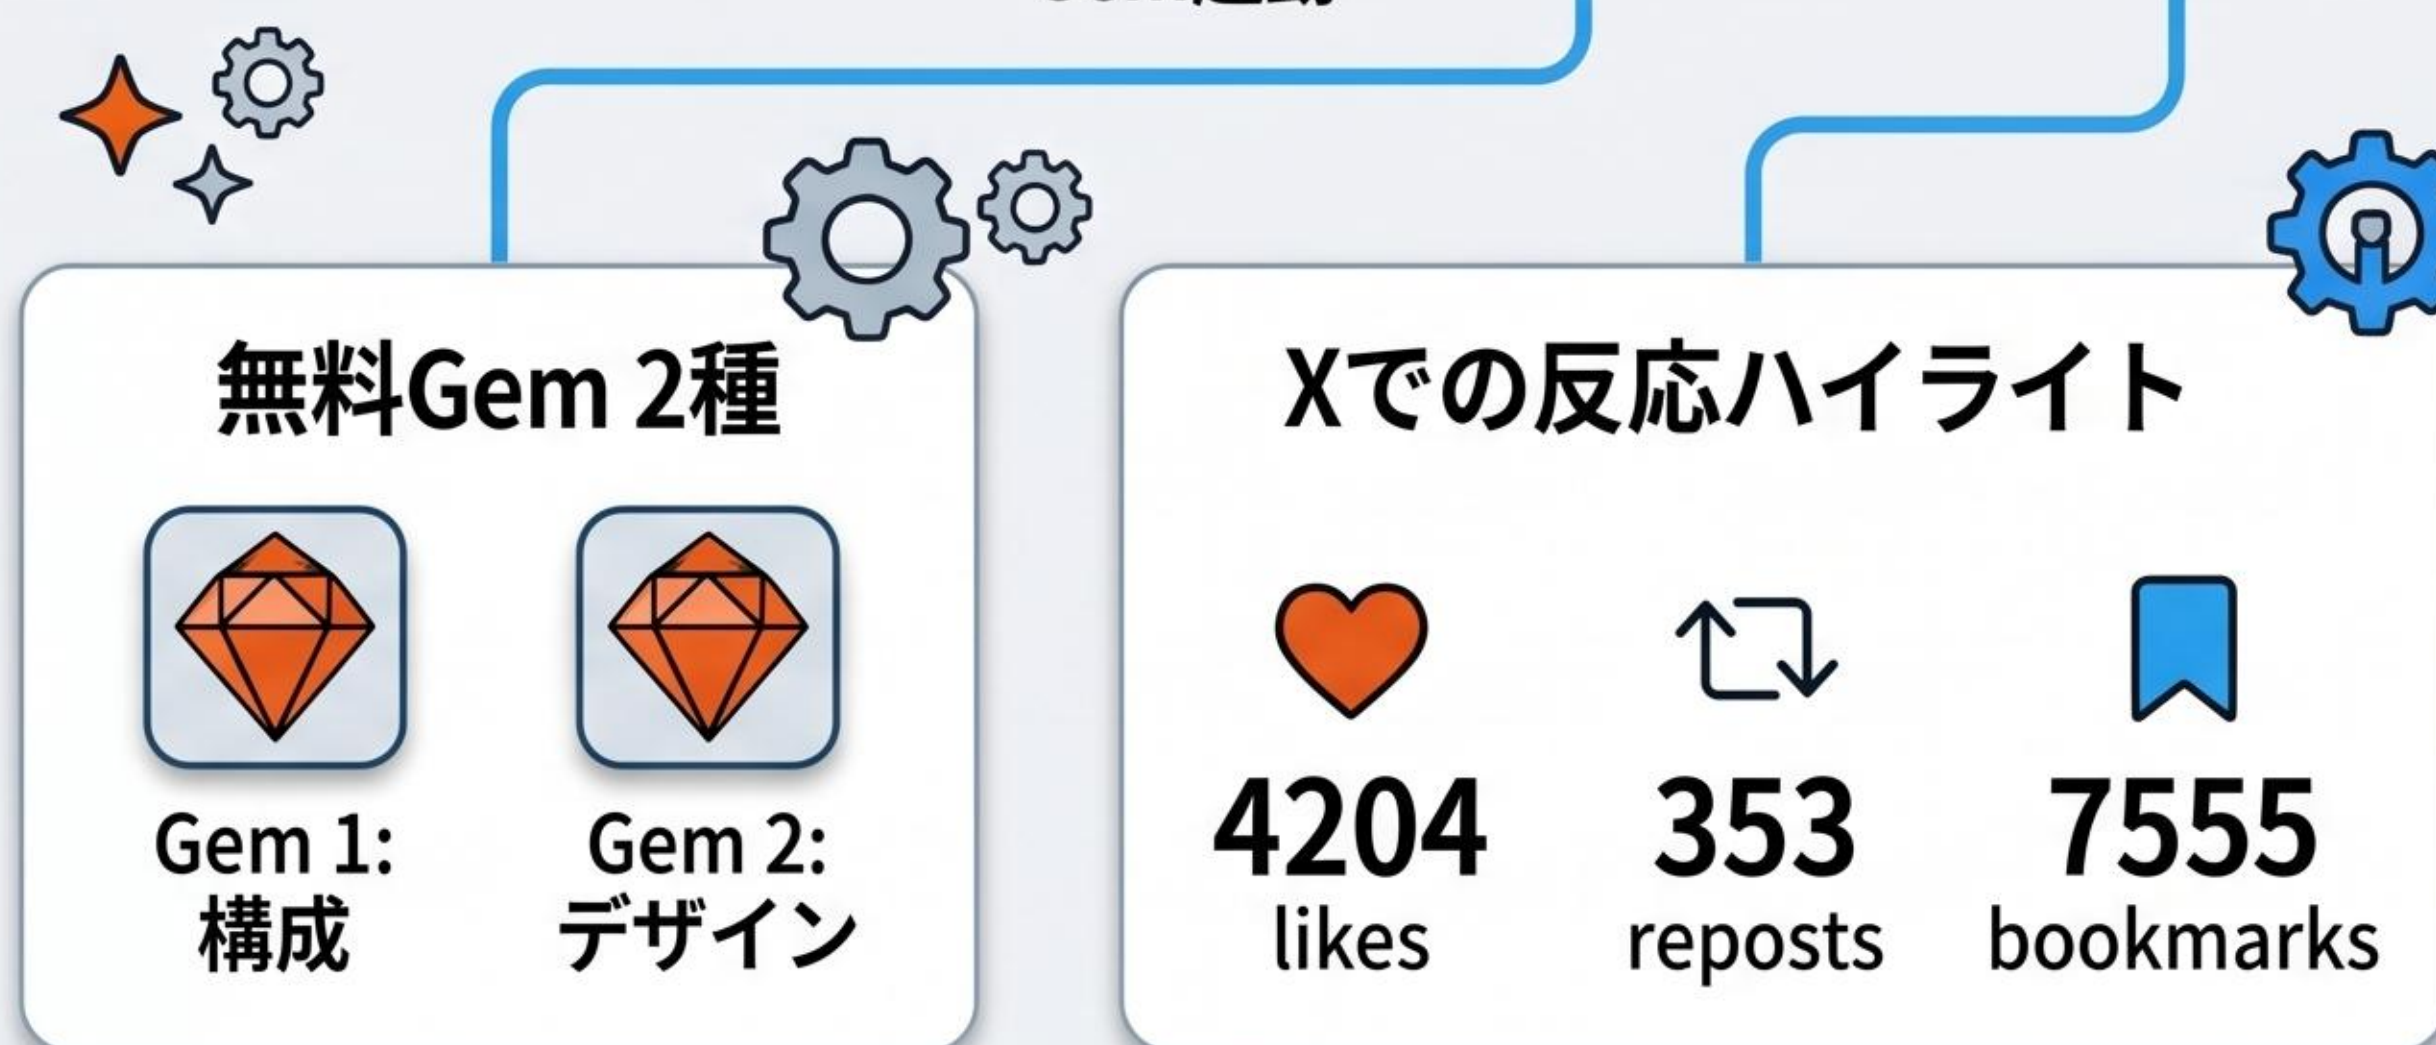 無料Gem 2種
Gem 1:
構成
Gem 2:
デザイン
Xでの反応ハイライト
4204
likes
353
reposts
7555
bookmarks